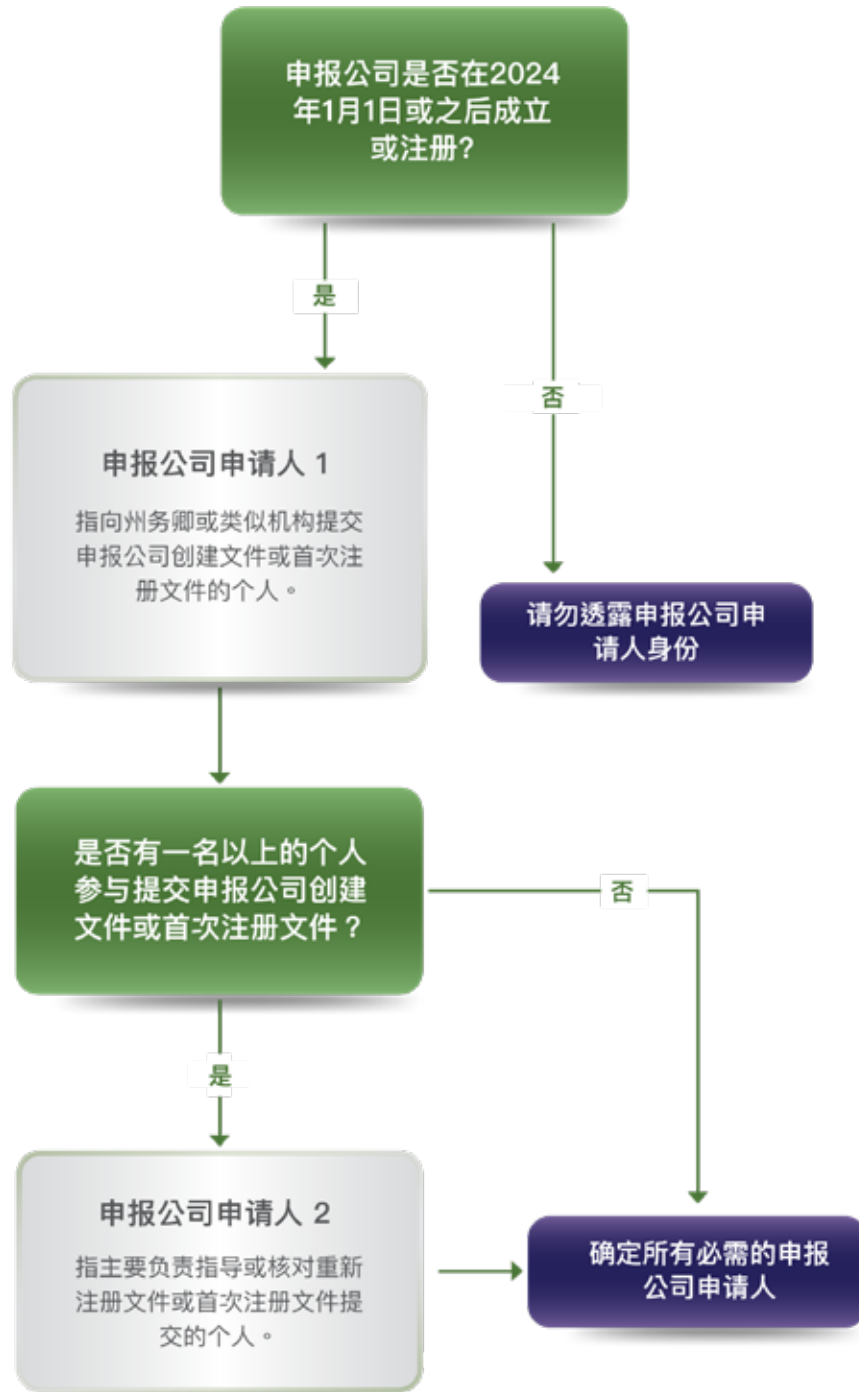 申报公司是否在2024
年1月1日或之后成立
或注册？
是
否
申报公司申请人 1
指向州务卿或类似机构提交
申报公司创建文件或首次注
册文件的个人。
请勿透露申报公司申
请人身份
是否有一名以上的个人
参与提交申报公司创建
文件或首次注册文件？
否
是
申报公司申请人 2
指主要负责指导或核对重新
注册文件或首次注册文件提
交的个人。
确定所有必需的申报
公司申请人